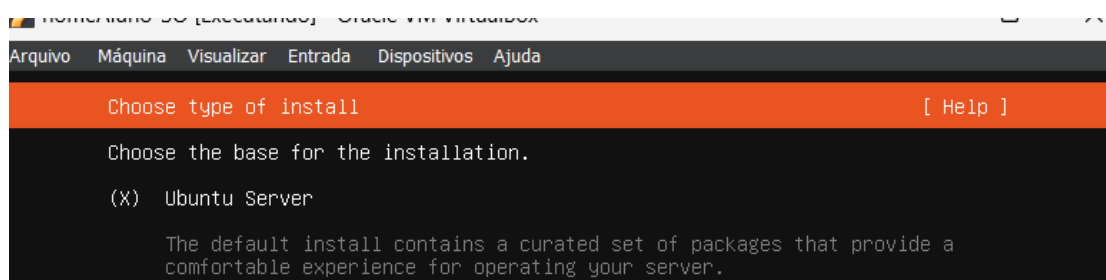 [Executando]
Arquivo Máquina Visualizar Entrada Dispositivos Ajuda
Choose type of install [ Help ]
Choose the base for the installation.
(X) Ubuntu Server
The default install contains a curated set of packages that provide a
comfortable experience for operating your server.